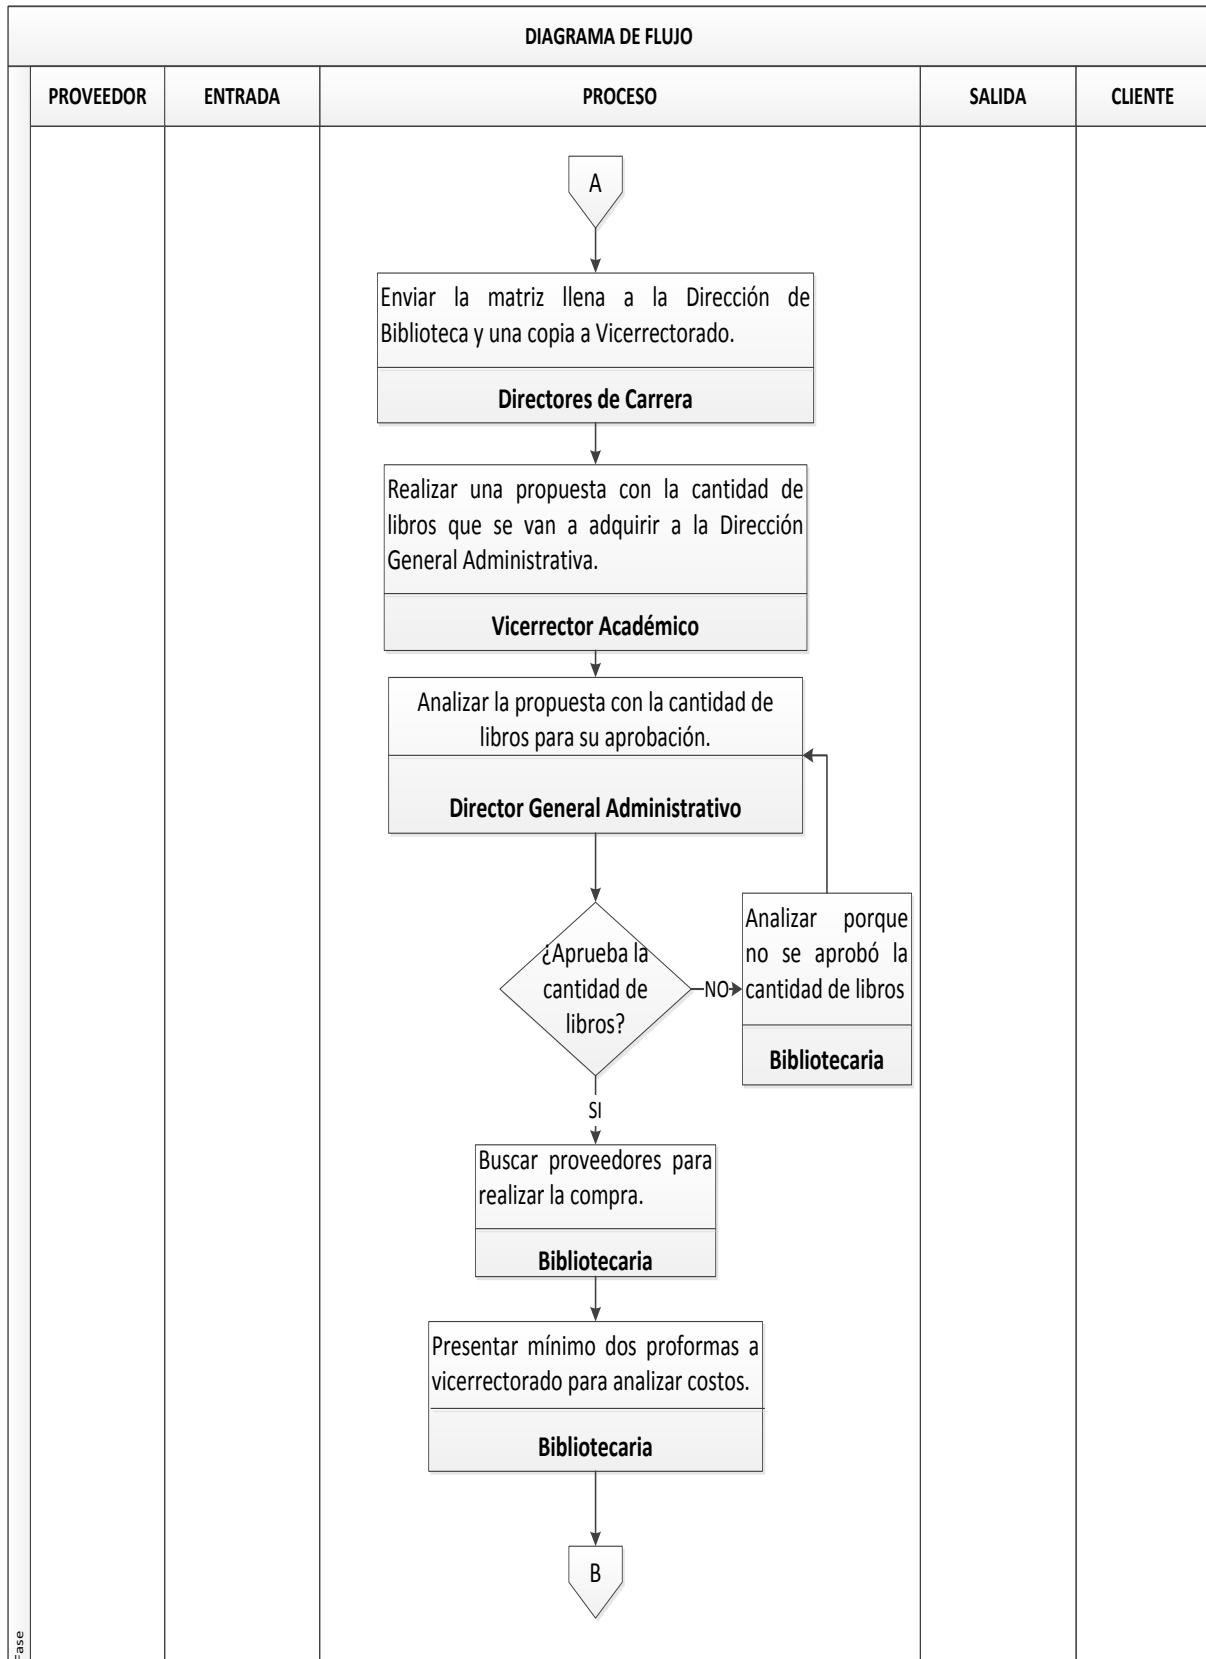 DIAGRAMA DE FLUJO
PROVEEDOR
ENTRADA
PROCESO
SALIDA
CLIENTE
A
Enviar la matriz llena a la Dirección de
Biblioteca y una copia a Vicerrectorado.
Directores de Carrera
Realizar una propuesta con la cantidad de
libros que se van a adquirir a la Dirección
General Administrativa.
Vicerrector Académico
Analizar la propuesta con la cantidad de
libros para su aprobación.
Director General Administrativo
¿Aprueba la
cantidad de
libros?
NO
Analizar porque
no se aprobó la
cantidad de libros
Bibliotecaria
SI
Buscar proveedores para
realizar la compra.
Bibliotecaria
Presentar mínimo dos proformas a
vicerrectorado para analizar costos.
Bibliotecaria
B
Fase